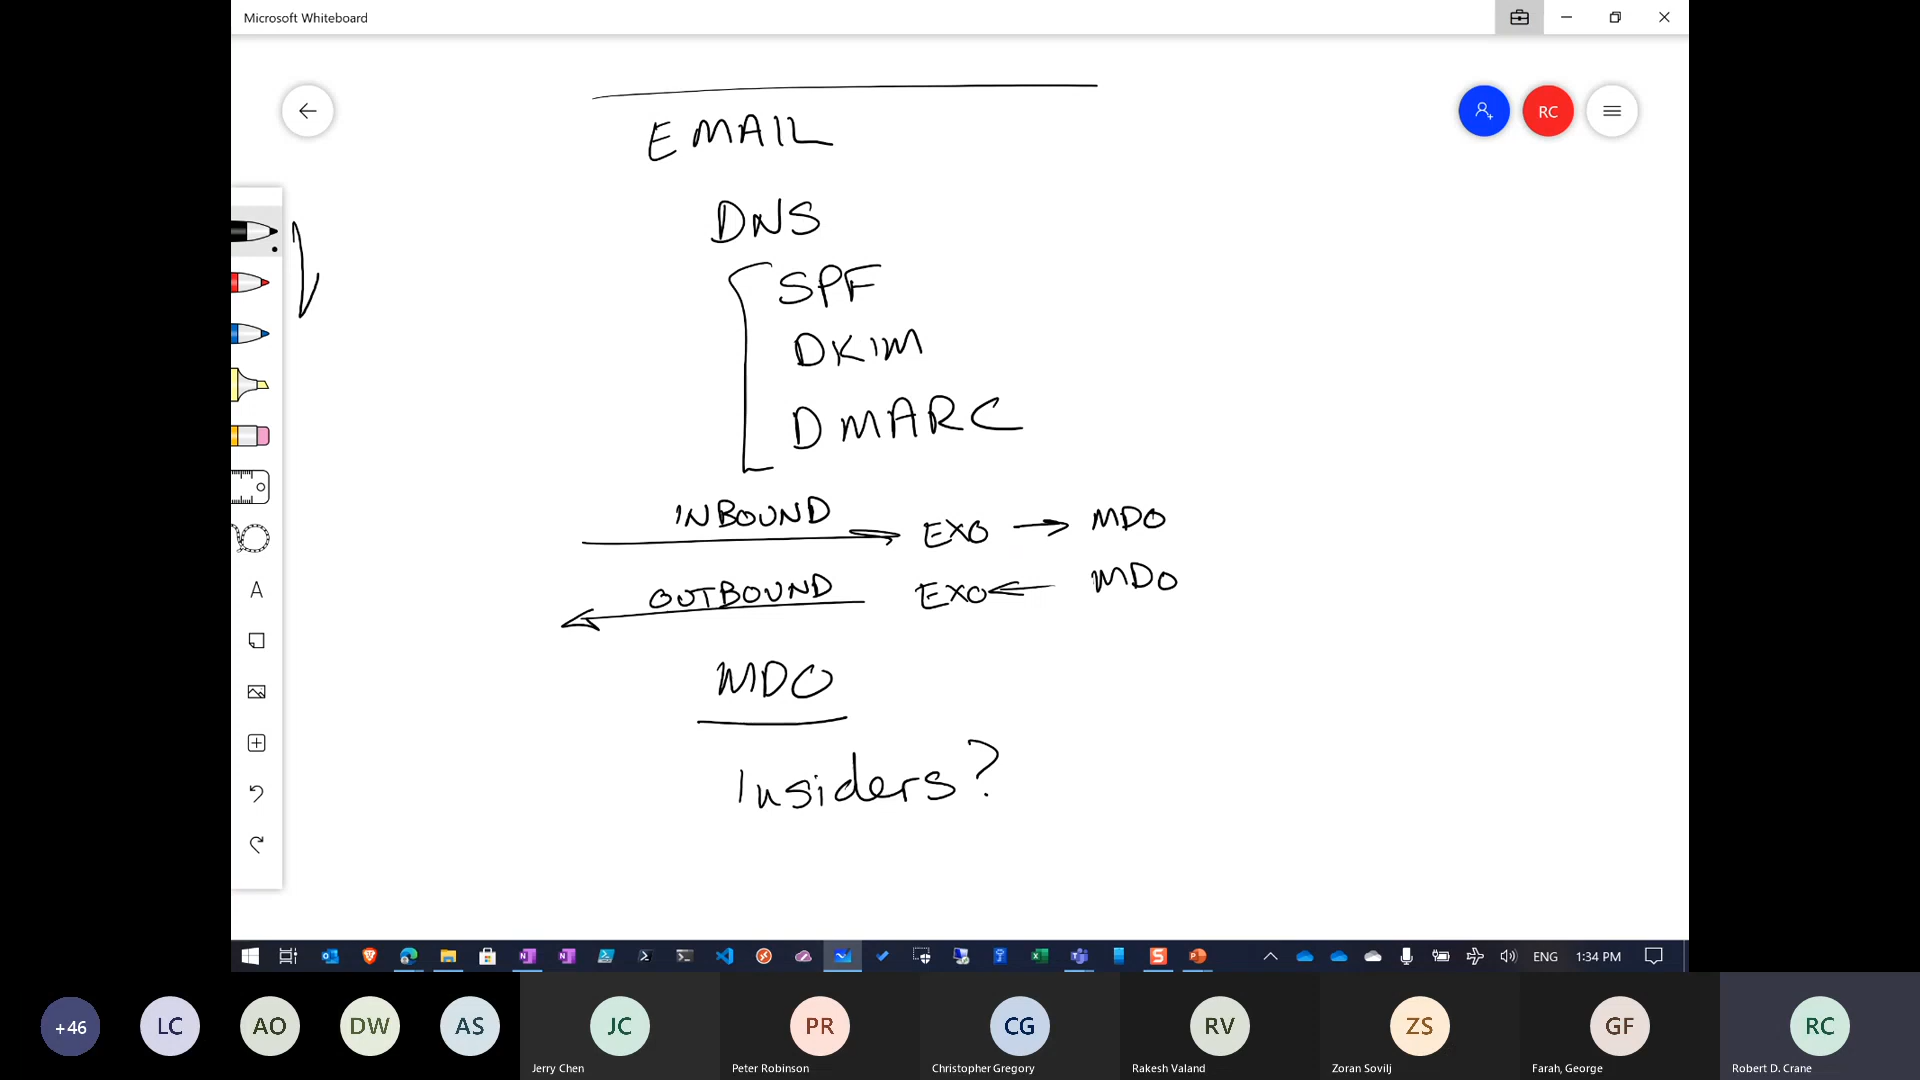 Microsoft Whiteboard
RC
EMAIL
DNS
SPF
DKIM
DMARC
INBOUND EXO MDO
OUTBOUND EXO MDO
MDO
Insiders?
A
ENG 1:34 PM
+46 LC AO DW AS JC PR CG RV ZS GF RC
Jerry Chen Peter Robinson Christopher Gregory Rakesh Valand Zoran Sovilj Farah, George Robert D. Crane